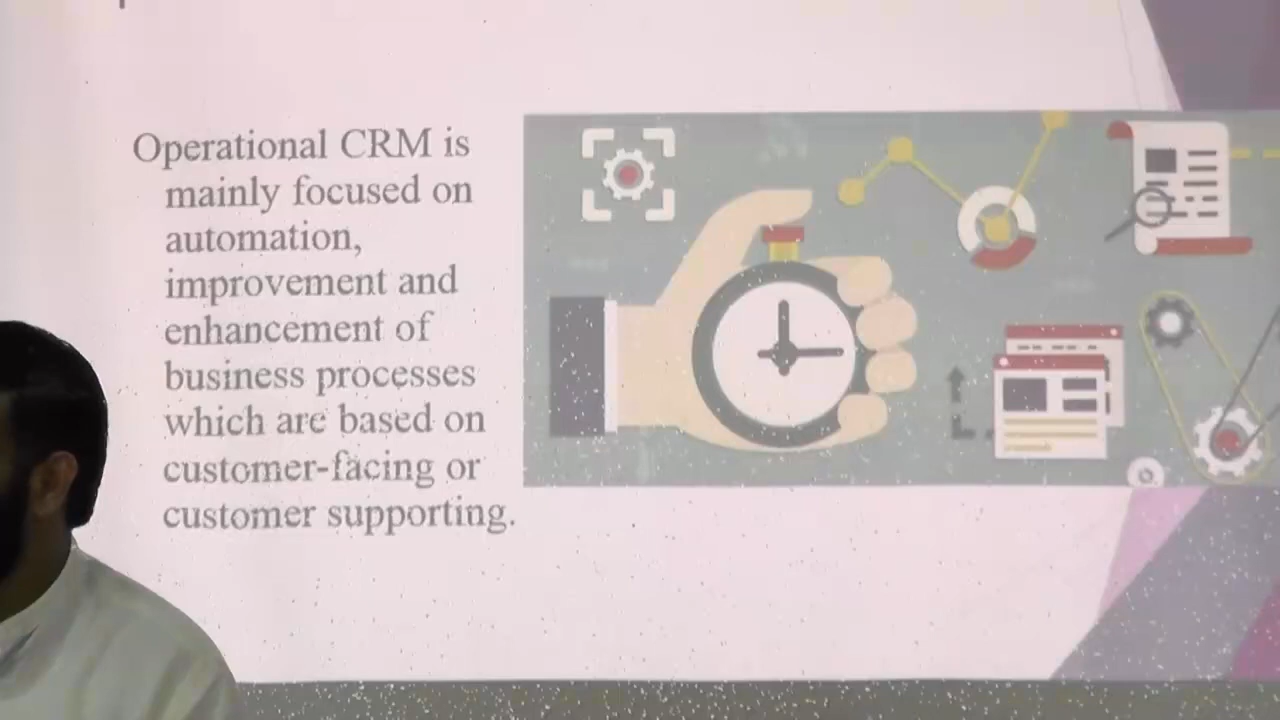 Operational CRM is
mainly focused on
automation,
improvement and
enhancement of
business processes
which are based on
customer-facing or
customer supporting.